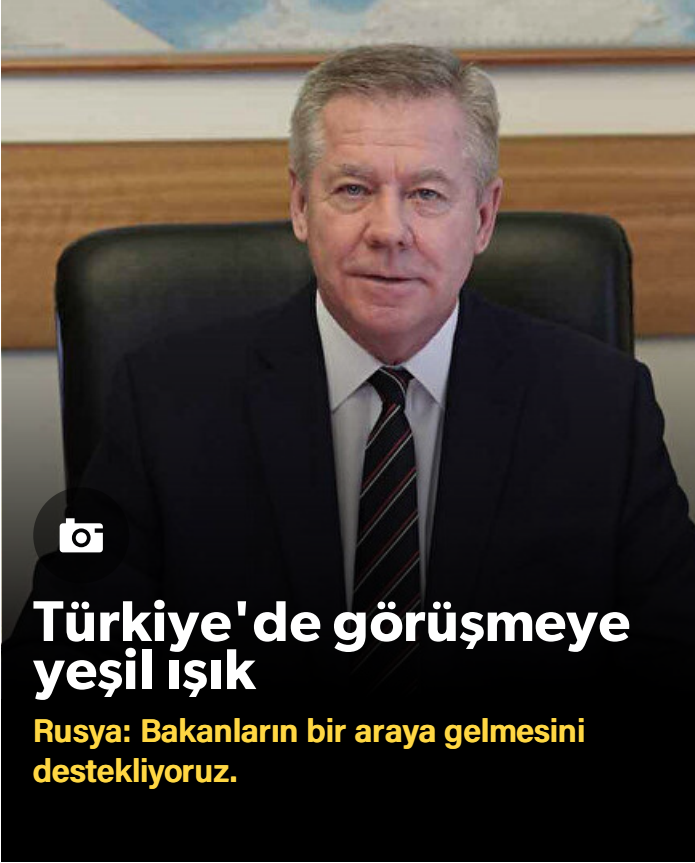 Türkiye'de görüşmeye
yeşil ışık
Rusya: Bakanların bir araya gelmesini
destekliyoruz.